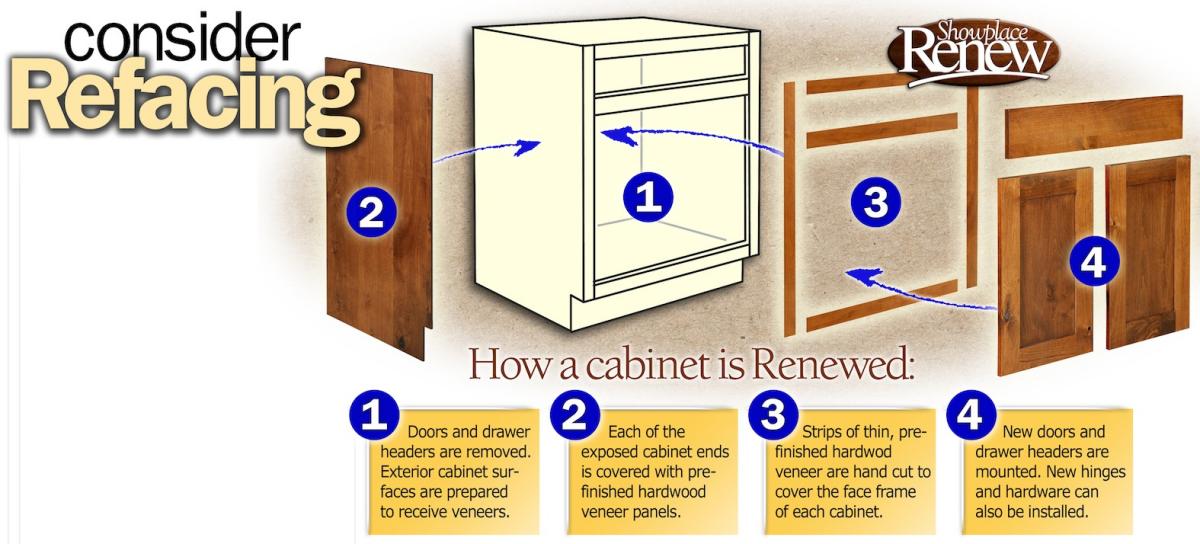 consider
Refacing
Showplace
Renew
2
1
3
4
How a cabinet is Renewed:
1
Doors and drawer
headers are removed.
Exterior cabinet sur-
faces are prepared
to receive veneers.
2
Each of the
exposed cabinet ends
is covered with pre-
finished hardwood
veneer panels.
3
Strips of thin, pre-
finished hardwod
veneer are hand cut to
cover the face frame
of each cabinet.
4
New doors and
drawer headers are
mounted. New hinges
and hardware can
also be installed.